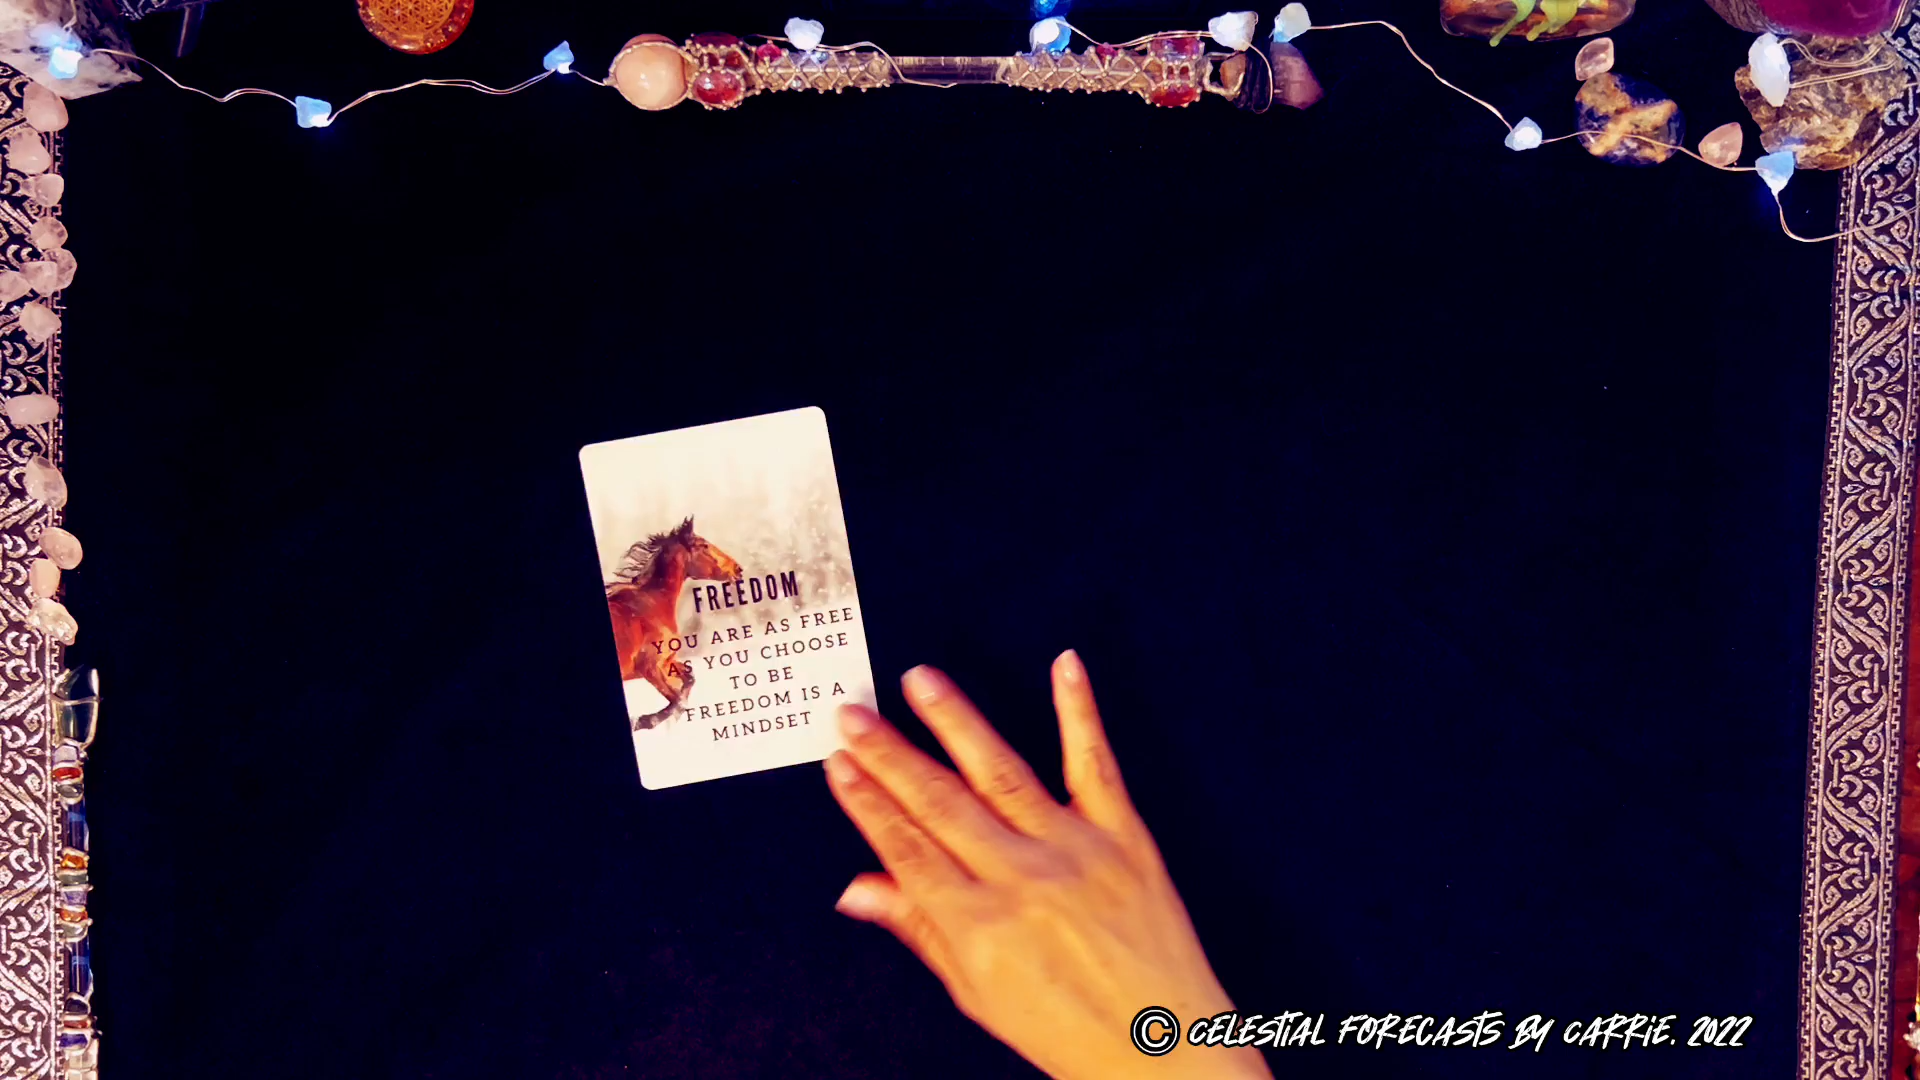 FREEDOM
YOU ARE AS FREE
AS YOU CHOOSE
TO BE
FREEDOM IS A
MINDSET
© CELESTIAL FORECASTS BY CARRIE. 2022